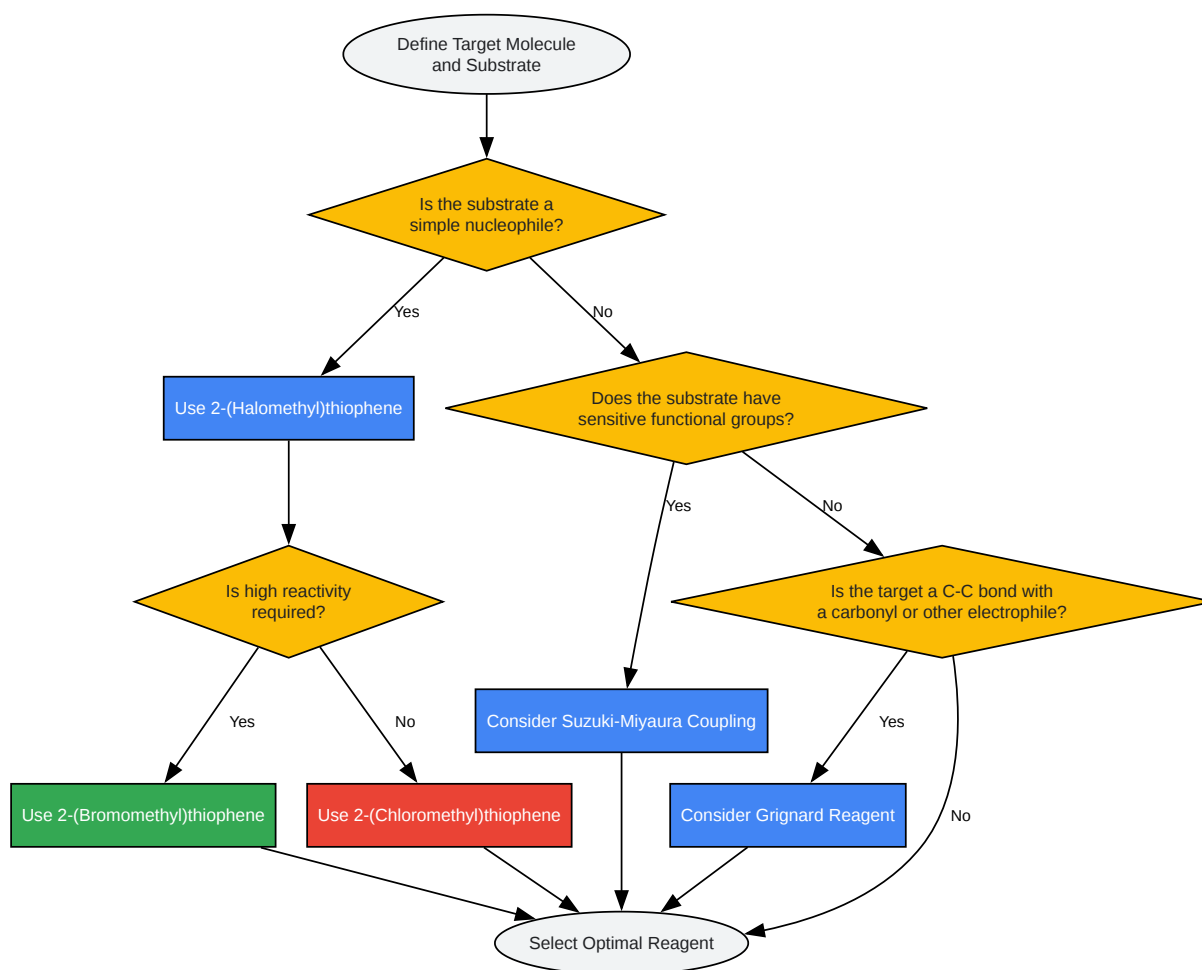 Define Target Molecule
and Substrate
Is the substrate a
simple nucleophile?
Yes
No
Use 2-(Halomethyl)thiophene
Does the substrate have
sensitive functional groups?
Yes
No
Is high reactivity
required?
Is the target a C-C bond with
a carbonyl or other electrophile?
Yes
No
Consider Suzuki-Miyaura Coupling
Yes
Use 2-(Bromomethyl)thiophene
Use 2-(Chloromethyl)thiophene
Consider Grignard Reagent
No
Select Optimal Reagent